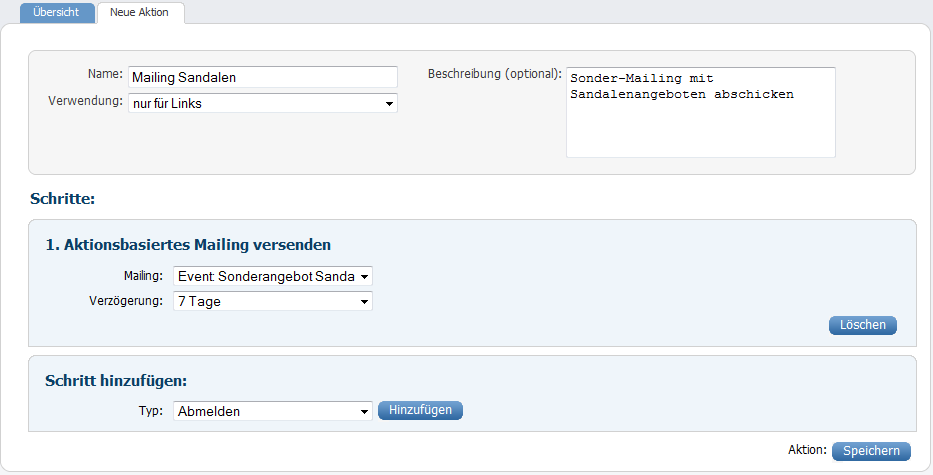 Übersicht
Neue Aktion
Name: Mailing Sandalen
Verwendung: nur für Links
Beschreibung (optional): Sonder-Mailing mit
Sandalenangeboten abschicken
Schritte:
1. Aktionsbasiertes Mailing versenden
Mailing: Event: Sonderangebot Sanda
Verzögerung: 7 Tage
Löschen
Schritt hinzufügen:
Typ: Abmelden Hinzufügen
Aktion: Speichern